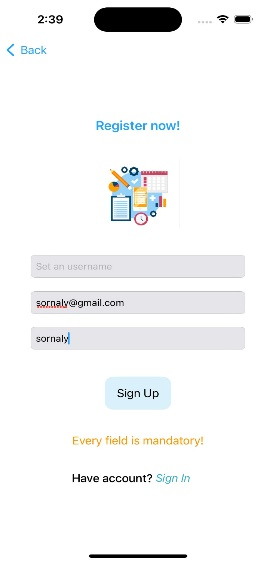 2:39
Back
Register now!
Set an username
sornaly@gmail.com
sornaly
Sign Up
Every field is mandatory!
Have account? Sign In